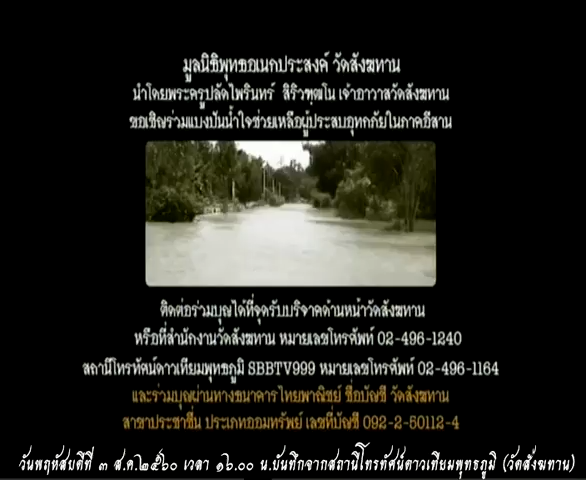 มูลนิธิพุทธอเนกประสงค์ วัดสังฆทาน
นำโดยพระครูปลัดไพรินทร์ สิริวฑฺฒโน เจ้าอาวาสวัดสังฆทาน
ขอเชิญร่วมแบ่งปันน้ำใจช่วยเหลือผู้ประสบอุทกภัยในภาคอีสาน
ติดต่อร่วมบุญได้ที่จุดรับบริจาคด้านหน้าวัดสังฆทาน
หรือที่สำนักงานวัดสังฆทาน หมายเลขโทรศัพท์ 02-496-1240
สถานีโทรทัศน์ดาวเทียมพุทธภูมิ SBBTV999 หมายเลขโทรศัพท์ 02-496-1164
และร่วมบุญผ่านทางธนาคารไทยพาณิชย์ ชื่อบัญชี วัดสังฆทาน
สาขาประชาชื่น ประเภทออมทรัพย์ เลขที่บัญชี 092-2-50112-4
วันพฤหัสบดีที่ ๓ ส.ค.๒๕๖๐ เวลา ๑๖.๐๐ น.บันทึกจากสถานีโทรทัศน์ดาวเทียมพุทธภูมิ (วัดสังฆทาน)